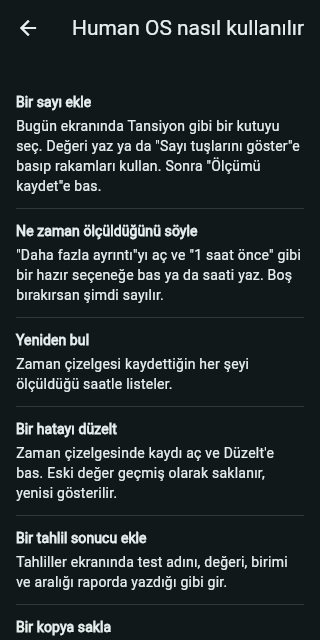 Human OS nasıl kullanılır
Bir sayı ekle
Bugün ekranında Tansiyon gibi bir kutuyu
seç. Değeri yaz ya da "Sayı tuşlarını göster"e
basıp rakamları kullan. Sonra "Ölçümü
kaydet"e bas.
Ne zaman ölçüldüğünü söyle
"Daha fazla ayrıntı"yı aç ve "1 saat önce" gibi
bir hazır seçeneğe bas ya da saati yaz. Boş
bırakırsan şimdi sayılır.
Yeniden bul
Zaman çizelgesi kaydettiğin her şeyi
ölçüldüğü saatle listeler.
Bir hatayı düzelt
Zaman çizelgesinde kaydı aç ve Düzelt'e
bas. Eski değer geçmiş olarak saklanır,
yenisi gösterilir.
Bir tahlil sonucu ekle
Tahliller ekranında test adını, değeri, birimi
ve aralığı raporda yazdığı gibi gir.
Bir kopya sakla